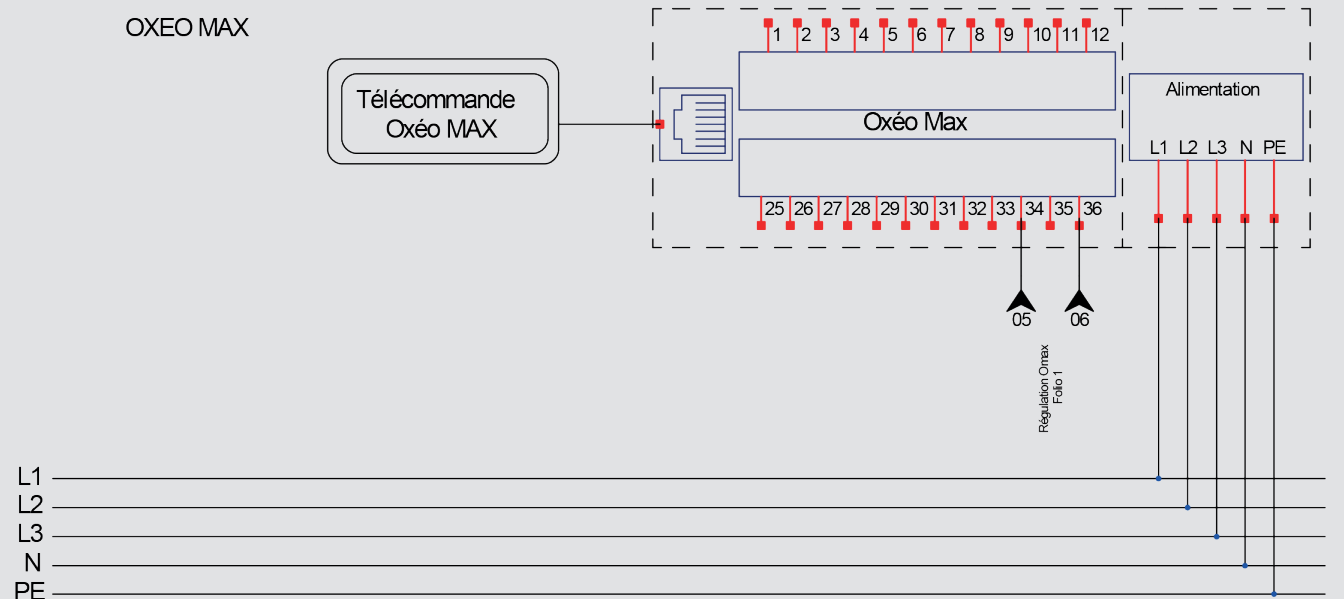 OXEO MAX
1 2 3 4 5 6 7 8 9 10 11 12
Télécommande
Oxéo MAX
Oxéo Max
Alimentation
L1 L2 L3 N PE
25 26 27 28 29 30 31 32 33 34 35 36
05 06
Régulation Omax
Folio 1
L1
L2
L3
N
PE